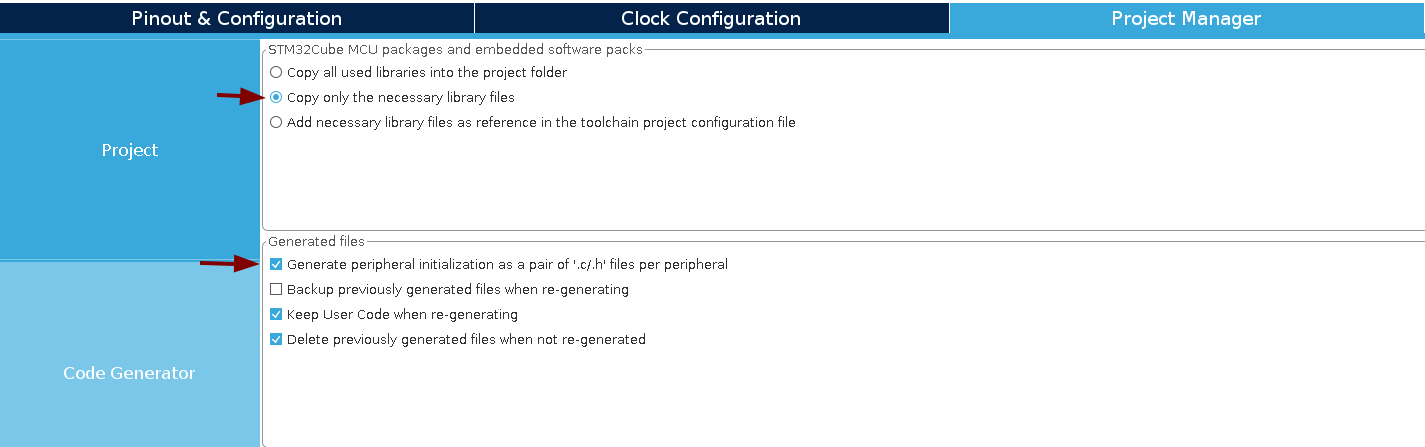 Pinout & Configuration
Clock Configuration
Project Manager
STM32Cube MCU packages and embedded software packs
Copy all used libraries into the project folder
Copy only the necessary library files
Add necessary library files as reference in the toolchain project configuration file
Project
Generated files
Generate peripheral initialization as a pair of '.c/.h' files per peripheral
Backup previously generated files when re-generating
Keep User Code when re-generating
Delete previously generated files when not re-generated
Code Generator